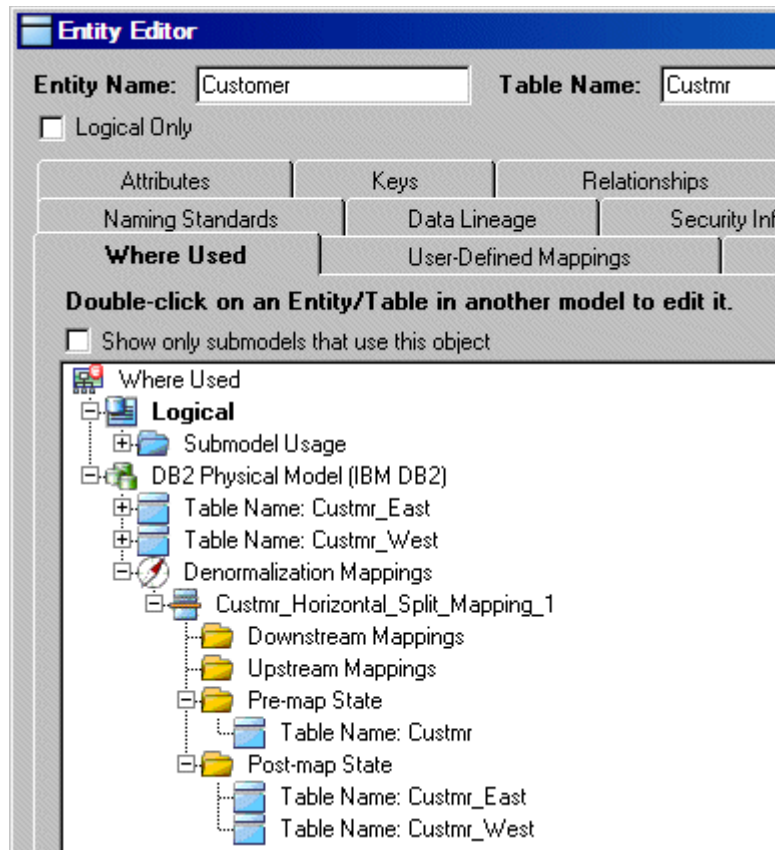 Entity Editor
Entity Name: Customer Table Name: Custmr
Logical Only
Attributes Keys Relationships
Naming Standards Data Lineage Security Inf
Where Used User-Defined Mappings
Double-click on an Entity/Table in another model to edit it.
Show only submodels that use this object
Where Used
Logical
Submodel Usage
DB2 Physical Model (IBM DB2)
Table Name: Custmr_East
Table Name: Custmr_West
Denormalization Mappings
Custmr_Horizontal_Split_Mapping_1
Downstream Mappings
Upstream Mappings
Pre-map State
Table Name: Custmr
Post-map State
Table Name: Custmr_East
Table Name: Custmr_West